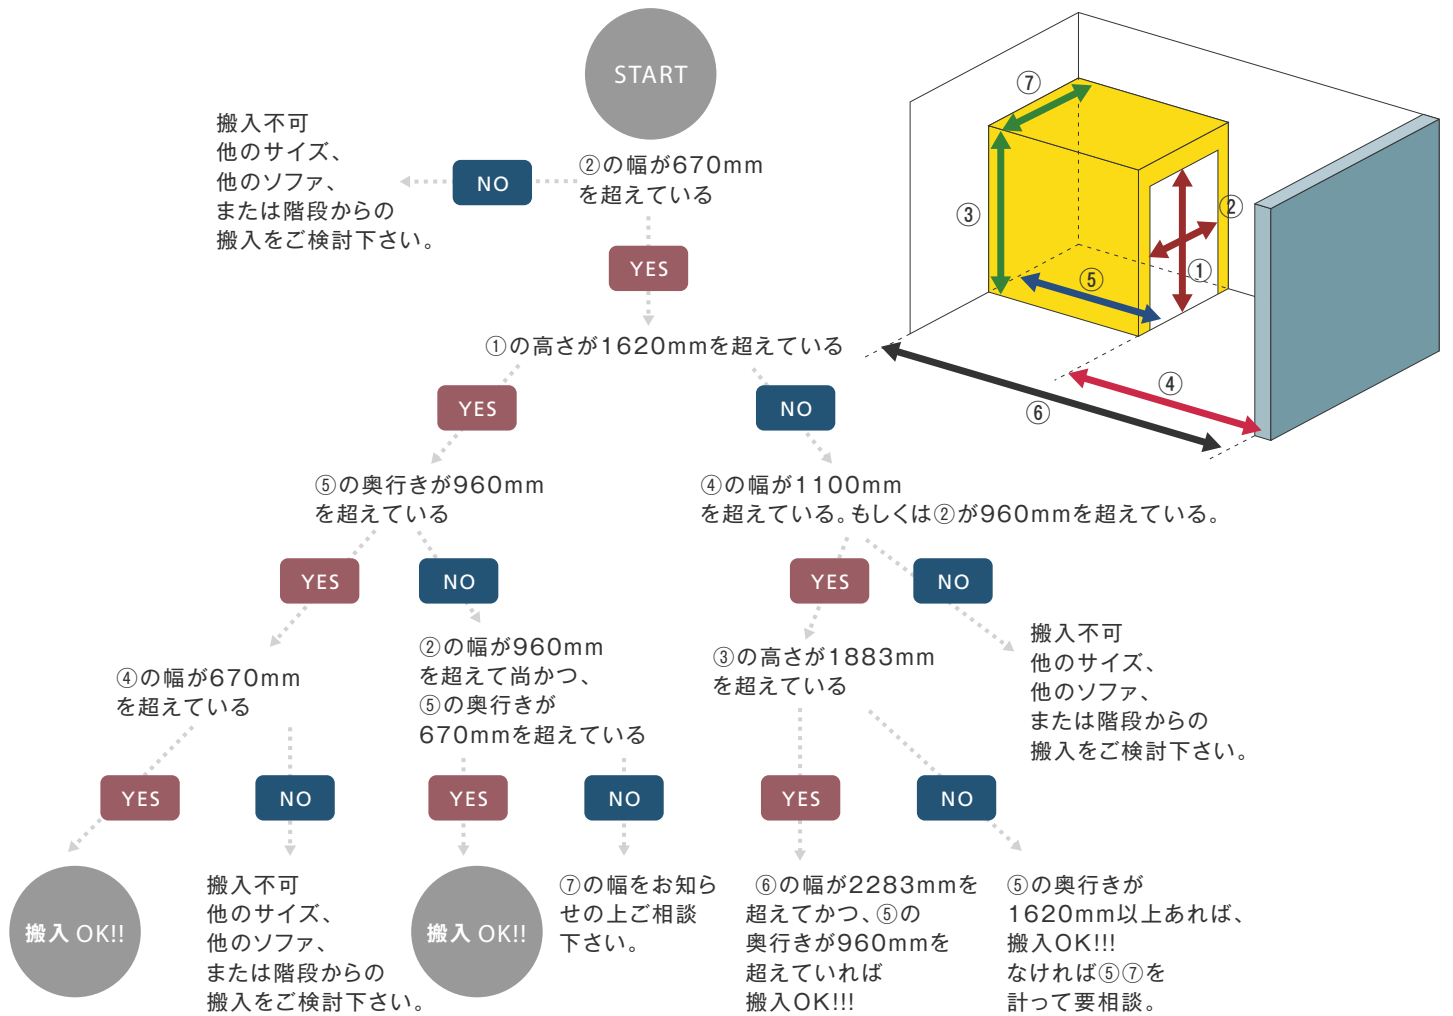 START
②の幅が670mm
を超えている
NO
搬入不可
他のサイズ、
他のソファ、
または階段からの
搬入をご検討下さい。
YES
①の高さが1620mmを超えている
YES
NO
⑤の奥行きが960mm
を超えている
④の幅が1100mm
を超えている。もしくは②が960mmを超えている。
YES
NO
YES
NO
④の幅が670mm
を超えている
②の幅が960mm
を超えて尚かつ、
⑤の奥行きが
670mmを超えている
③の高さが1883mm
を超えている
搬入不可
他のサイズ、
他のソファ、
または階段からの
搬入をご検討下さい。
YES
NO
YES
NO
YES
NO
搬入 OK!!
搬入不可
他のサイズ、
他のソファ、
または階段からの
搬入をご検討下さい。
搬入 OK!!
⑦の幅をお知ら
せの上ご相談
下さい。
⑥の幅が2283mmを
超えてかつ、⑤の
奥行きが960mmを
超えていれば
搬入OK!!!
⑤の奥行きが
1620mm以上あれば、
搬入OK!!!
なければ⑤⑦を
計って要相談。
⑦
③
②
①
⑤
④
⑥